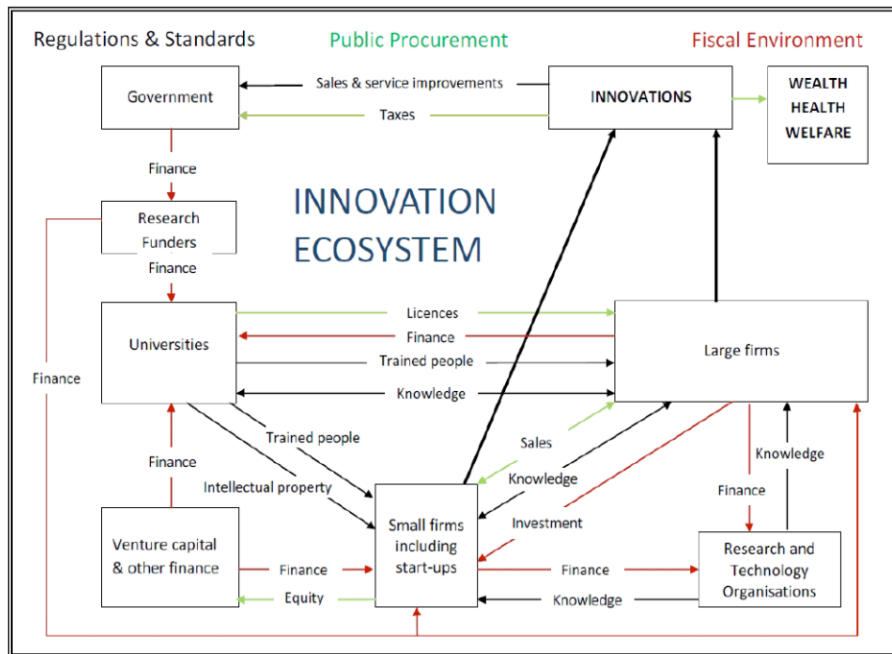 Regulations & Standards
Public Procurement
Fiscal Environment
Government
Sales & service improvements
Taxes
INNOVATIONS
WEALTH
HEALTH
WELFARE
Finance
INNOVATION
ECOSYSTEM
Research
Funders
Finance
Universities
Licences
Finance
Trained people
Knowledge
Large firms
Finance
Trained people
Intellectual property
Finance
Sales
Knowledge
Investment
Knowledge
Finance
Venture capital
& other finance
Finance
Equity
Small firms
including
start-ups
Finance
Knowledge
Research and
Technology
Organisations